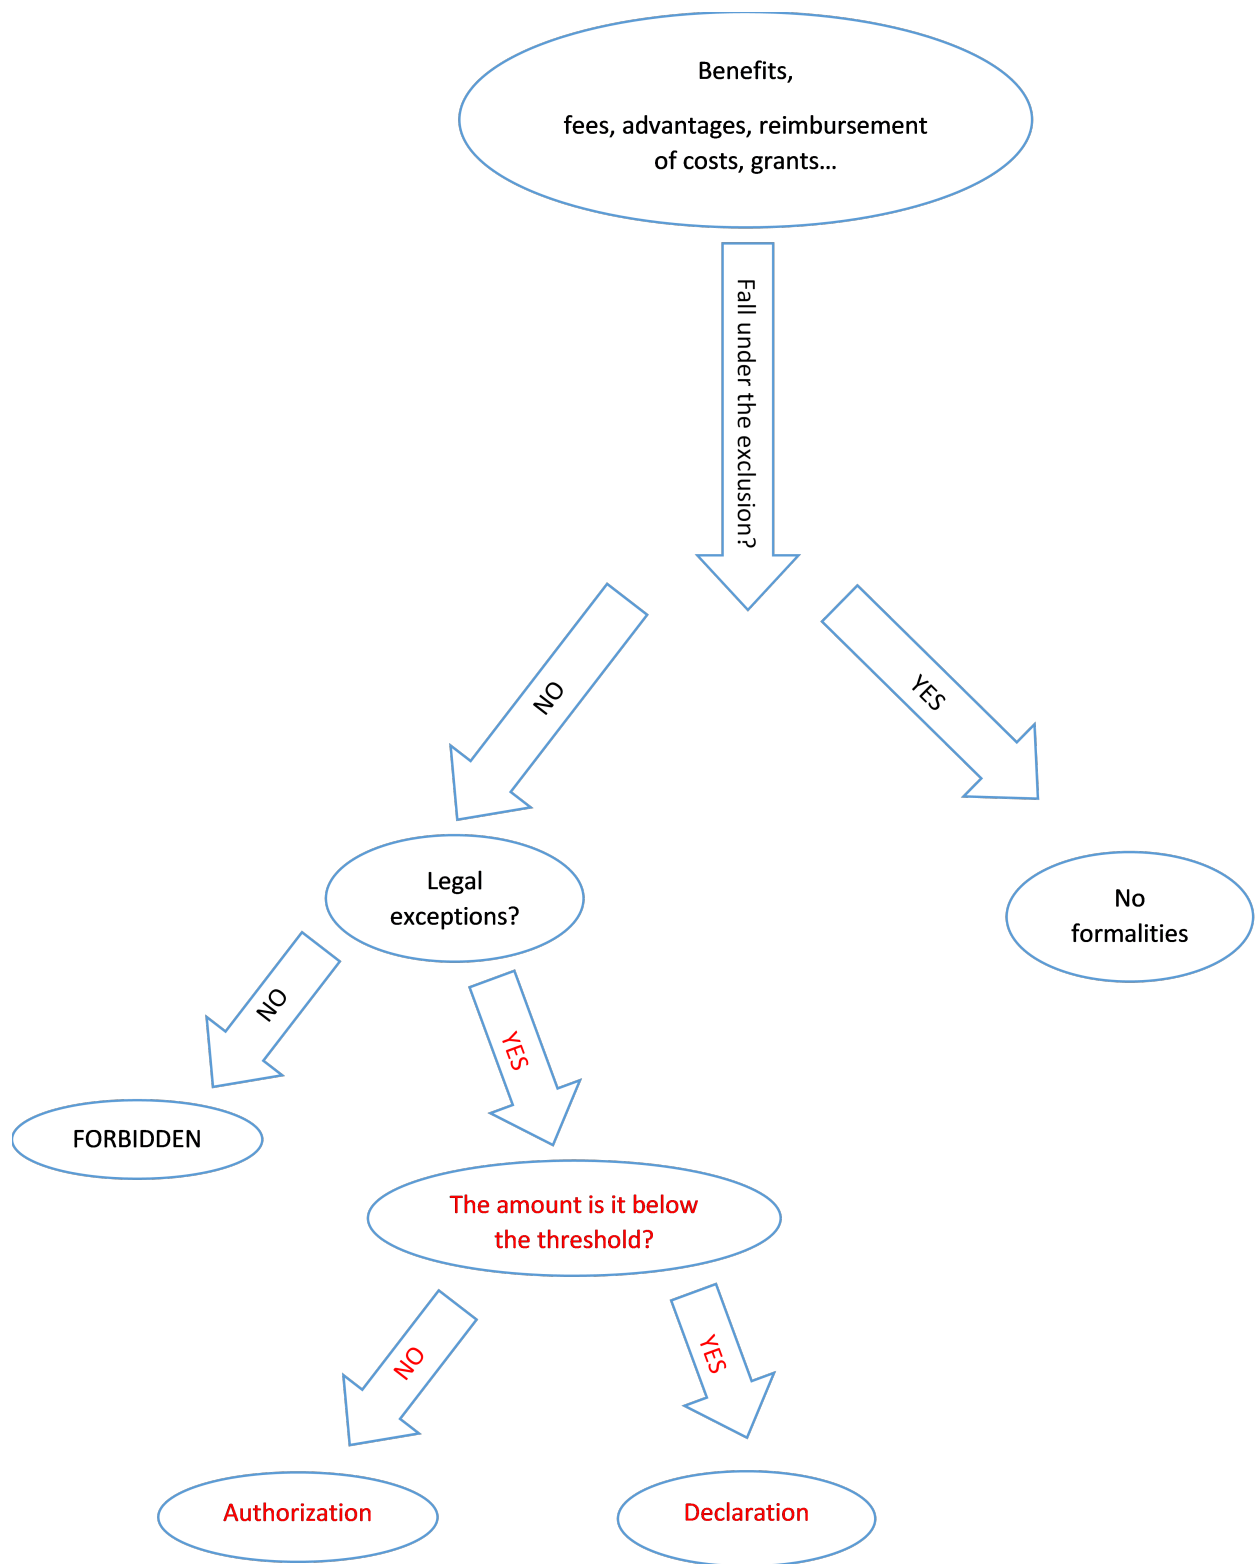 Benefits,
fees, advantages, reimbursement
of costs, grants...
Fall under the exclusion?
NO
YES
Legal
exceptions?
No
formalities
NO
YES
FORBIDDEN
The amount is it below
the threshold?
NO
YES
Authorization
Declaration